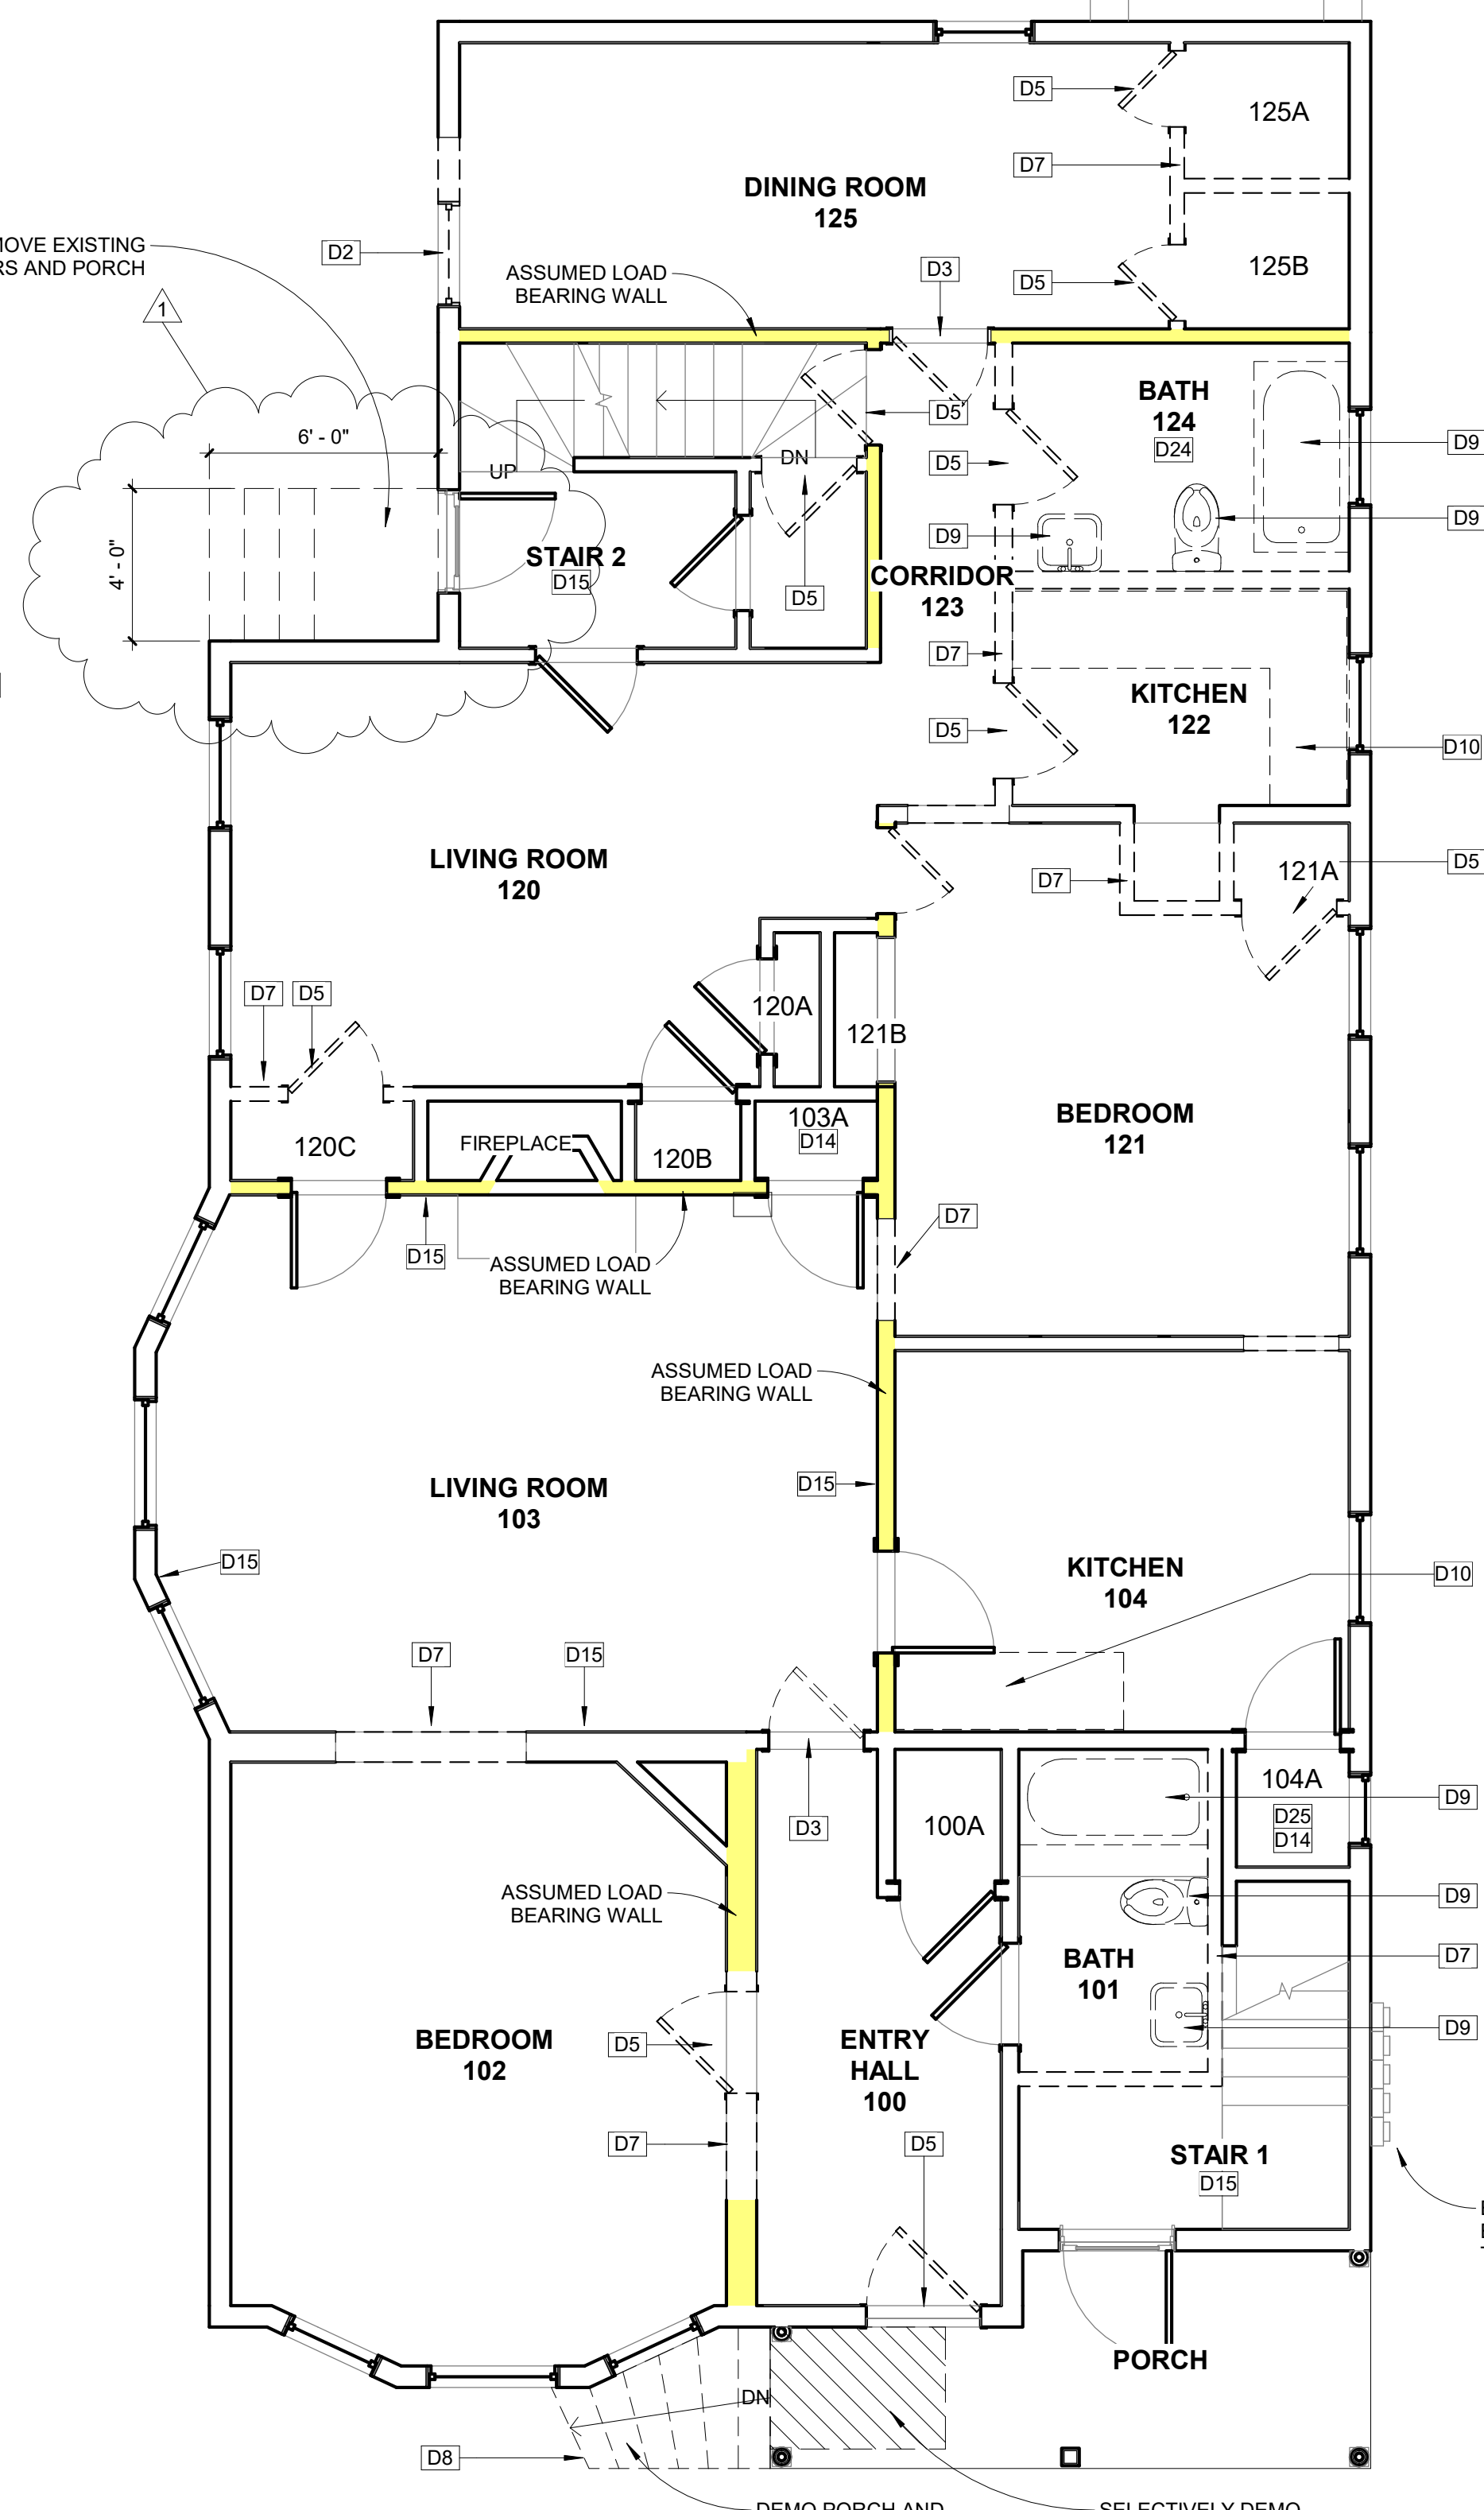 D5
125A
D7
DINING ROOM
125
MOVE EXISTING
RS AND PORCH
D2
ASSUMED LOAD
BEARING WALL
D3
D5
125B
1
6' - 0"
4' - 0"
UP
DN
D5
BATH
124
D24
D9
D5
D9
D9
STAIR 2
D15
D5
CORRIDOR
123
D7
KITCHEN
122
D5
D10
LIVING ROOM
120
D7
121A
D5
D7
D5
120A
121B
BEDROOM
121
120C
FIREPLACE
120B
103A
D14
D15
ASSUMED LOAD
BEARING WALL
D7
ASSUMED LOAD
BEARING WALL
LIVING ROOM
103
D15
D15
KITCHEN
104
D10
D7
D15
D3
100A
104A
D25
D14
D9
ASSUMED LOAD
BEARING WALL
D9
BATH
101
D7
D9
BEDROOM
102
D5
ENTRY
HALL
100
D7
D5
STAIR 1
D15
PORCH
DN
D8
DEMO PORCH AND
SELECTIVELY DEMO